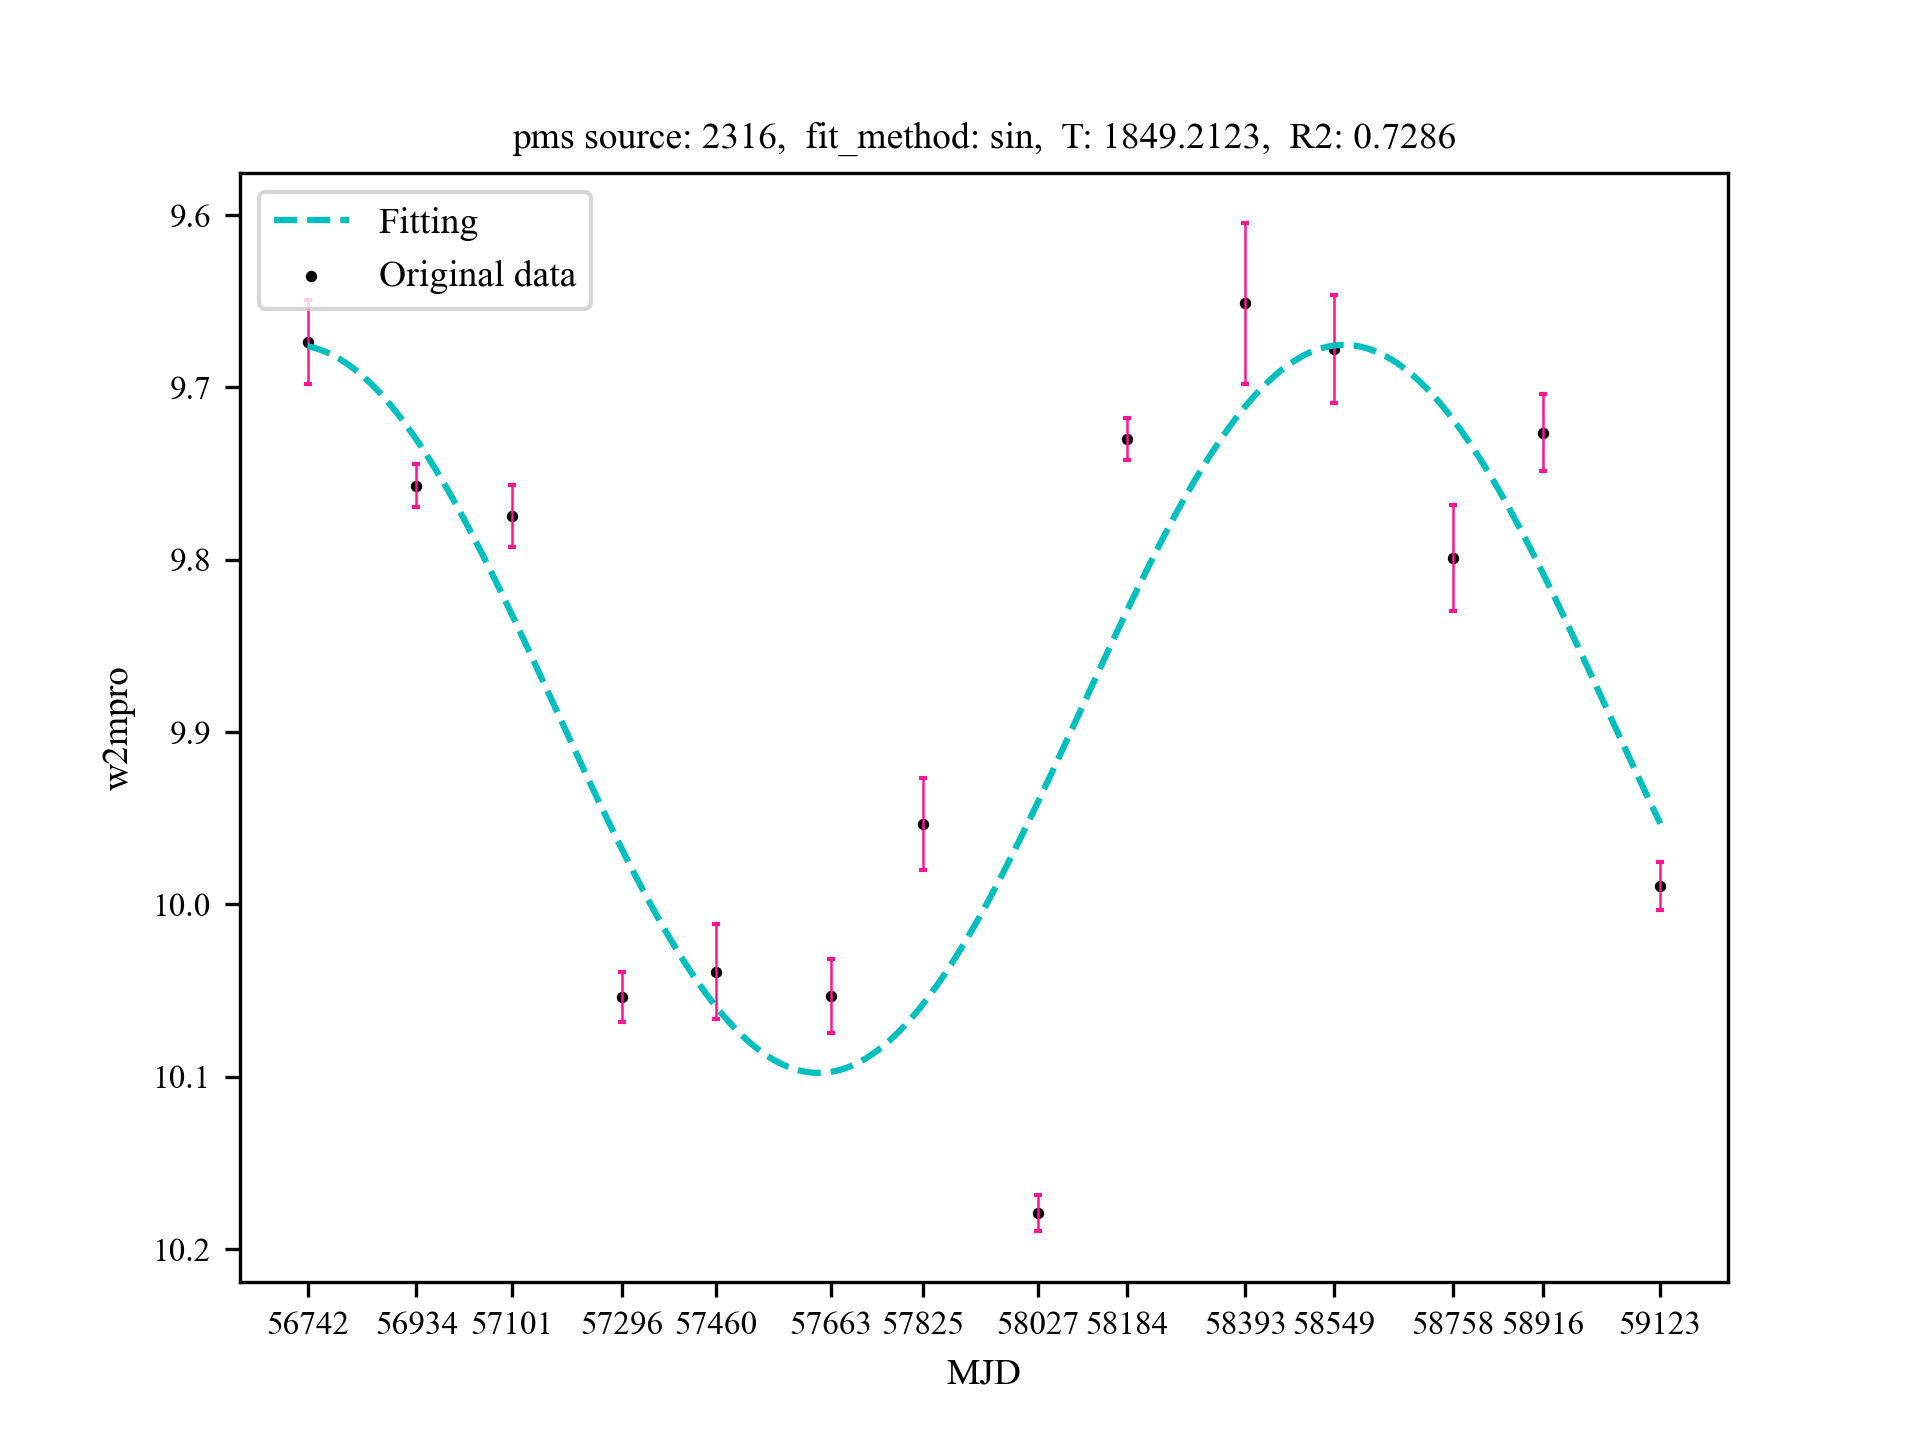 pms source: 2316,  fit_method: sin,  T: 1849.2123,  R2: 0.7286
Fitting
Original data
9.6
9.7
9.8
9.9
10.0
10.1
10.2
w2mpro
56742 56934 57101 57296 57460 57663 57825 58027 58184 58393 58549 58758 58916 59123
MJD